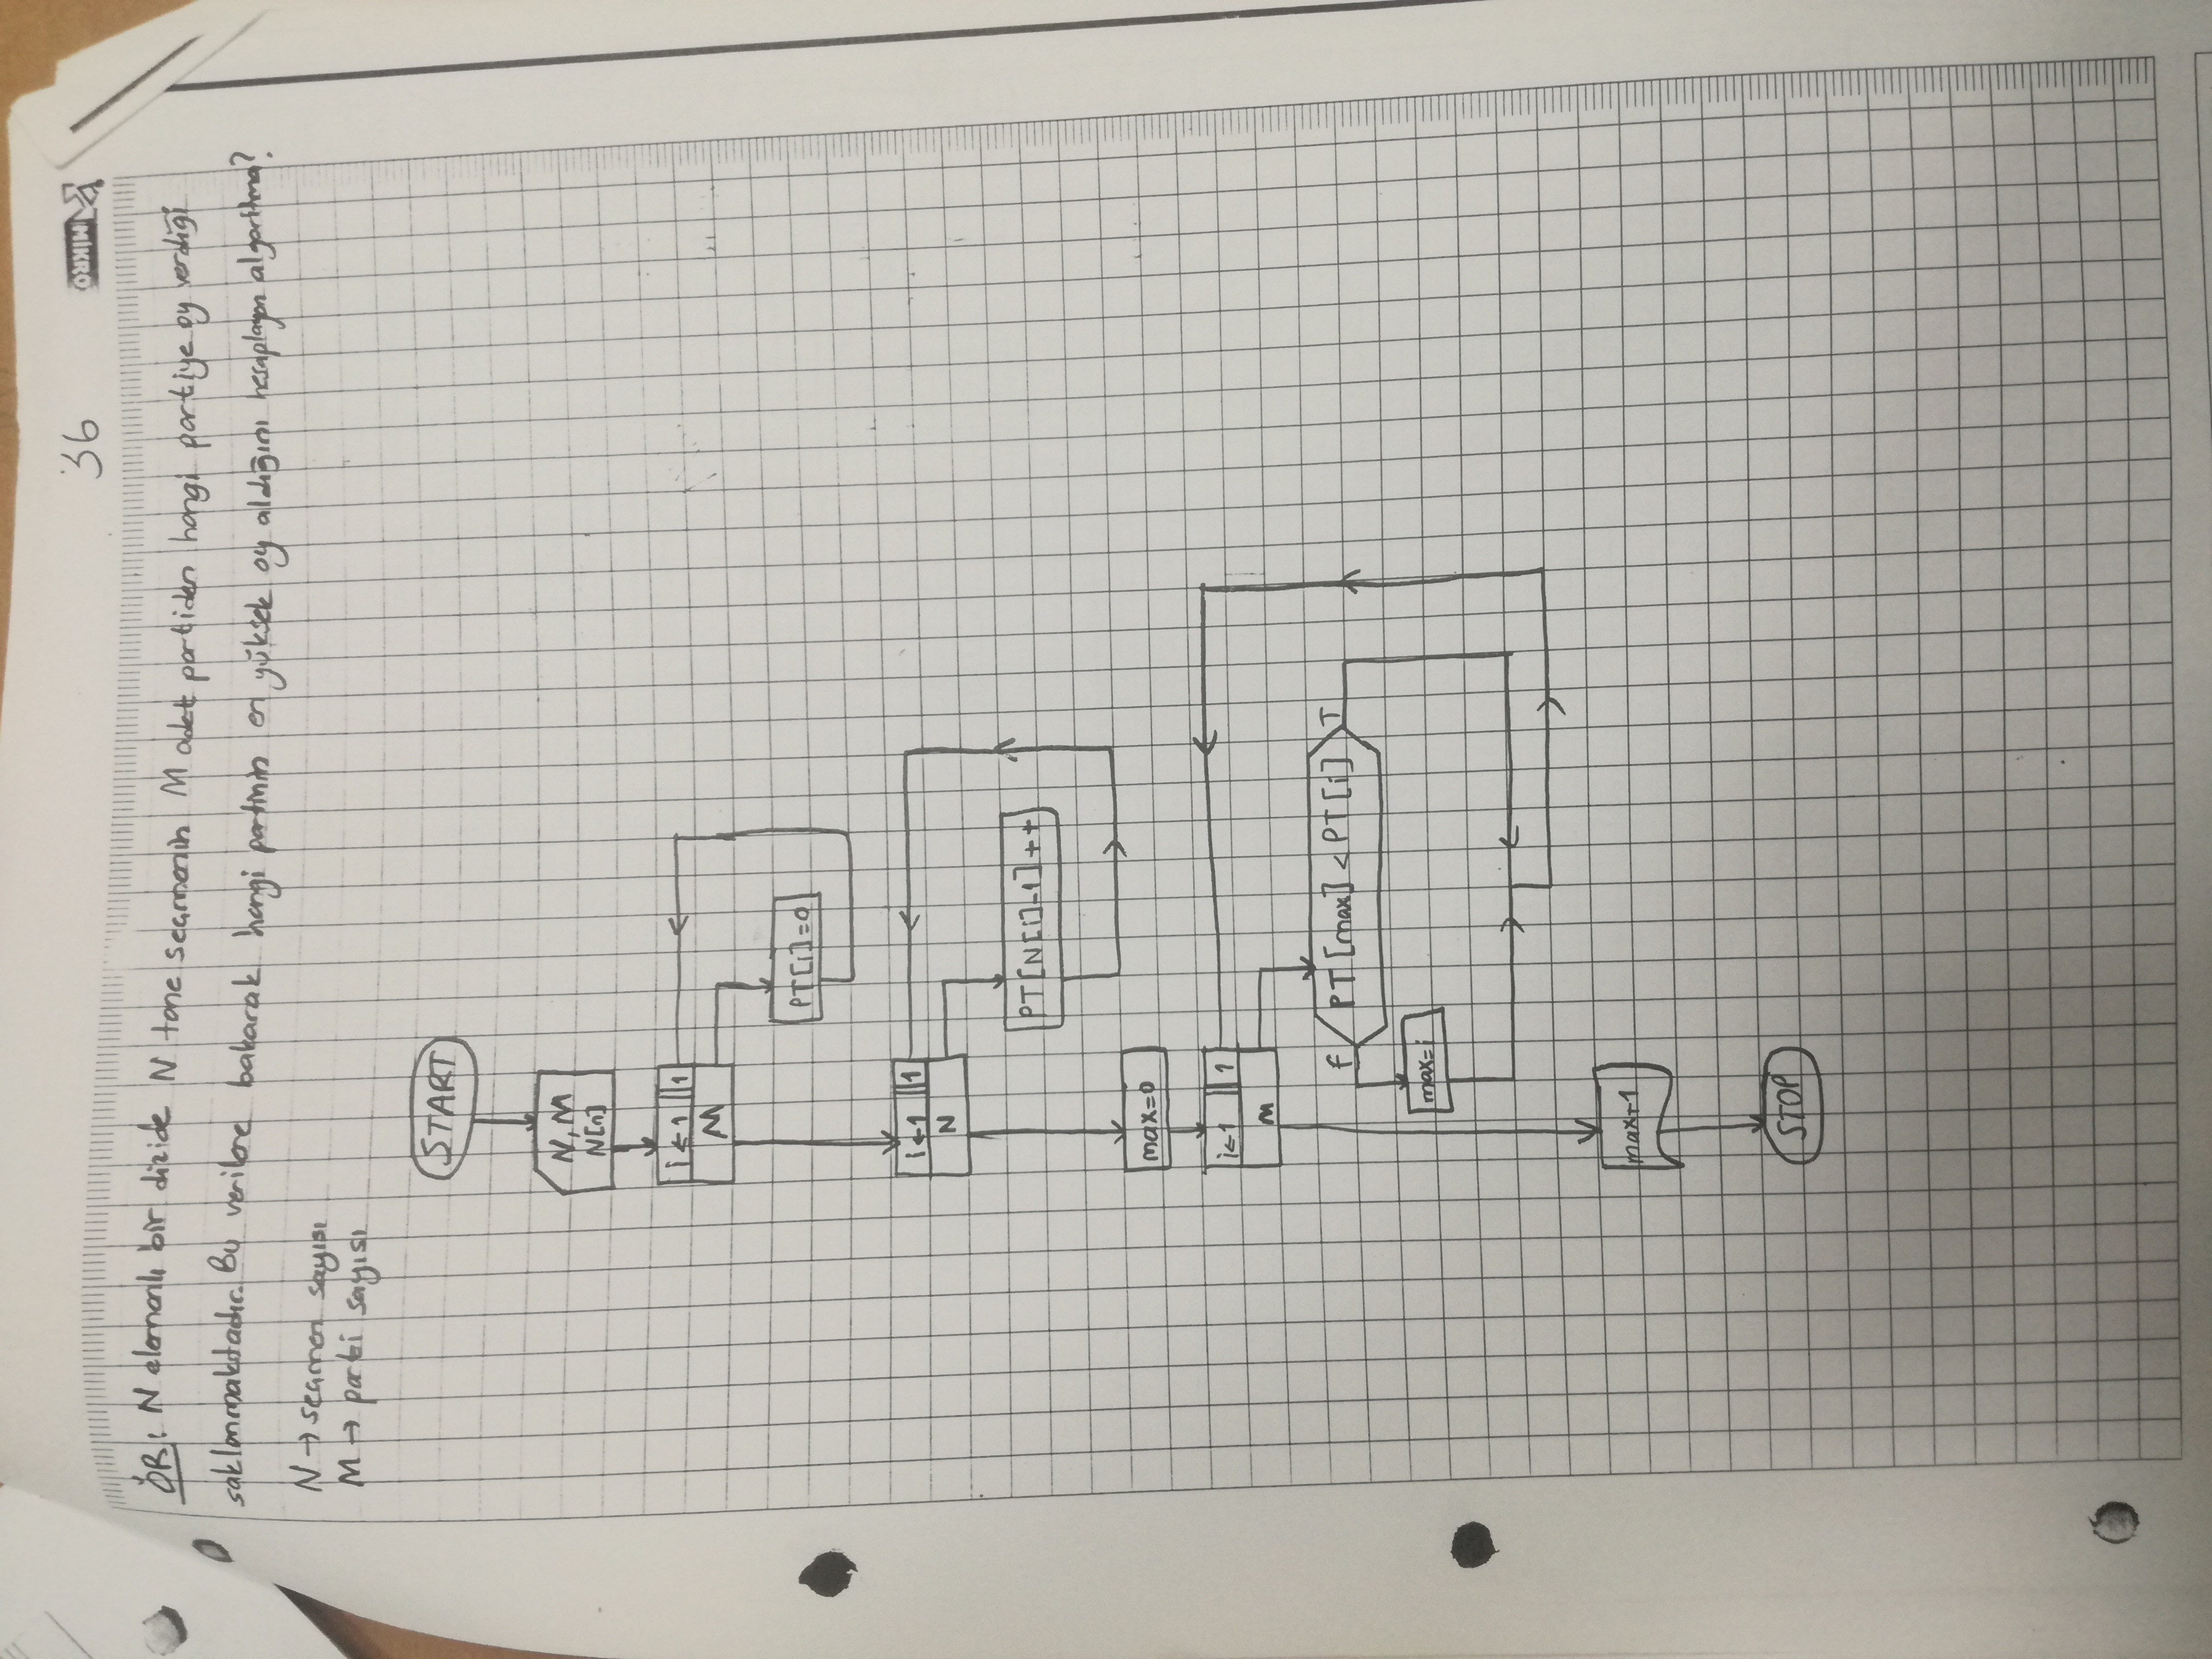 36
MIKRO
ÖR: N elemanlı bir dizide N tane seçmenin M adet partiden hangi partiye oy verdiği
saklanmaktadır. Bu verilere bakarak hangi partinin en yüksek oy aldığını hesaplayan algoritma?
N → seçmen sayısı
M → parti sayısı
START
N, M
N[n]
i ← 1 1
M
PT[i]=0
i ← 1 1
N
PT[N[i]-1]++
max=0
i ← 1 1
M
F PT[max] < PT[i] T
max=i
max+1
STOP